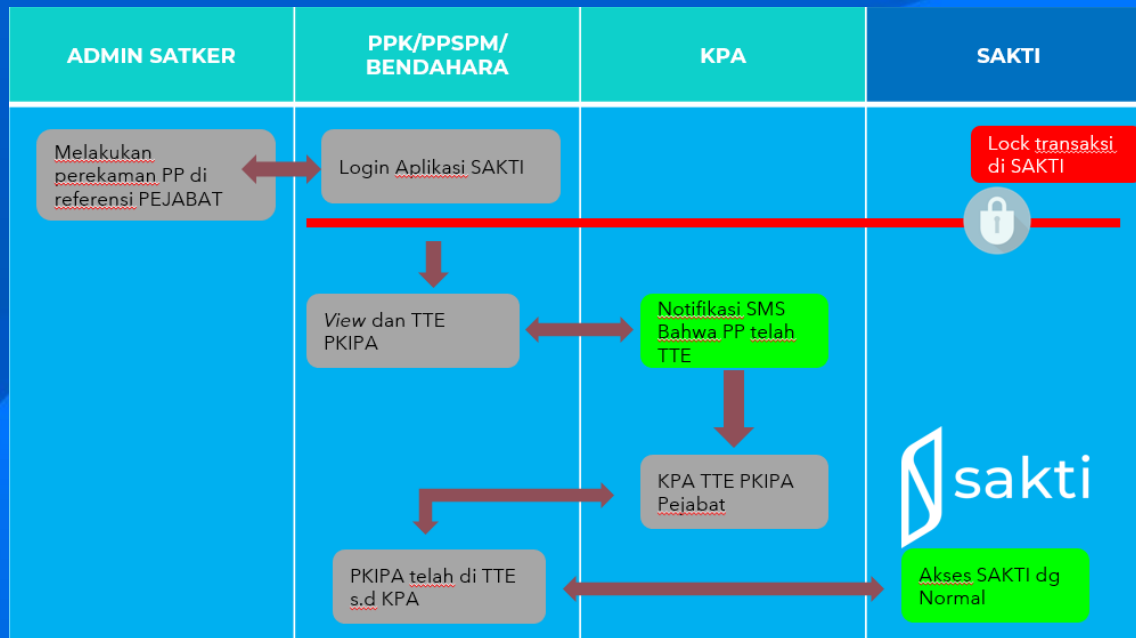 ADMIN SATKER
PPK/PPSPM/
BENDAHARA
KPA
SAKTI
Melakukan
perekaman PP di
referensi PEJABAT
Login Aplikasi SAKTI
Lock transaksi
di SAKTI
View dan TTE
PKIPA
Notifikasi SMS
Bahwa PP telah
TTE
KPA TTE PKIPA
Pejabat
sakti
PKIPA telah di TTE
s.d KPA
Akses SAKTI dg
Normal